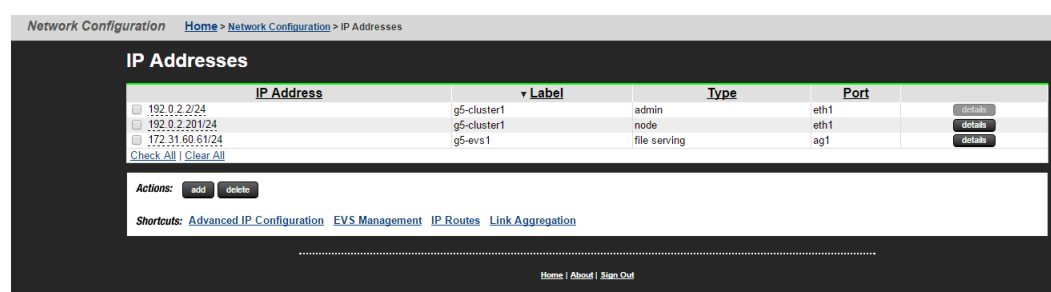 Network Configuration Home > Network Configuration > IP Addresses
IP Addresses
IP Address ▾ Label Type Port
192.0.2.2/24 g5-cluster1 admin eth1 details
192.0.2.201/24 g5-cluster1 node eth1 details
172.31.60.61/24 g5-evs1 file serving ag1 details
Check All | Clear All
Actions: add delete
Shortcuts: Advanced IP Configuration EVS Management IP Routes Link Aggregation
Home | About | Sign Out